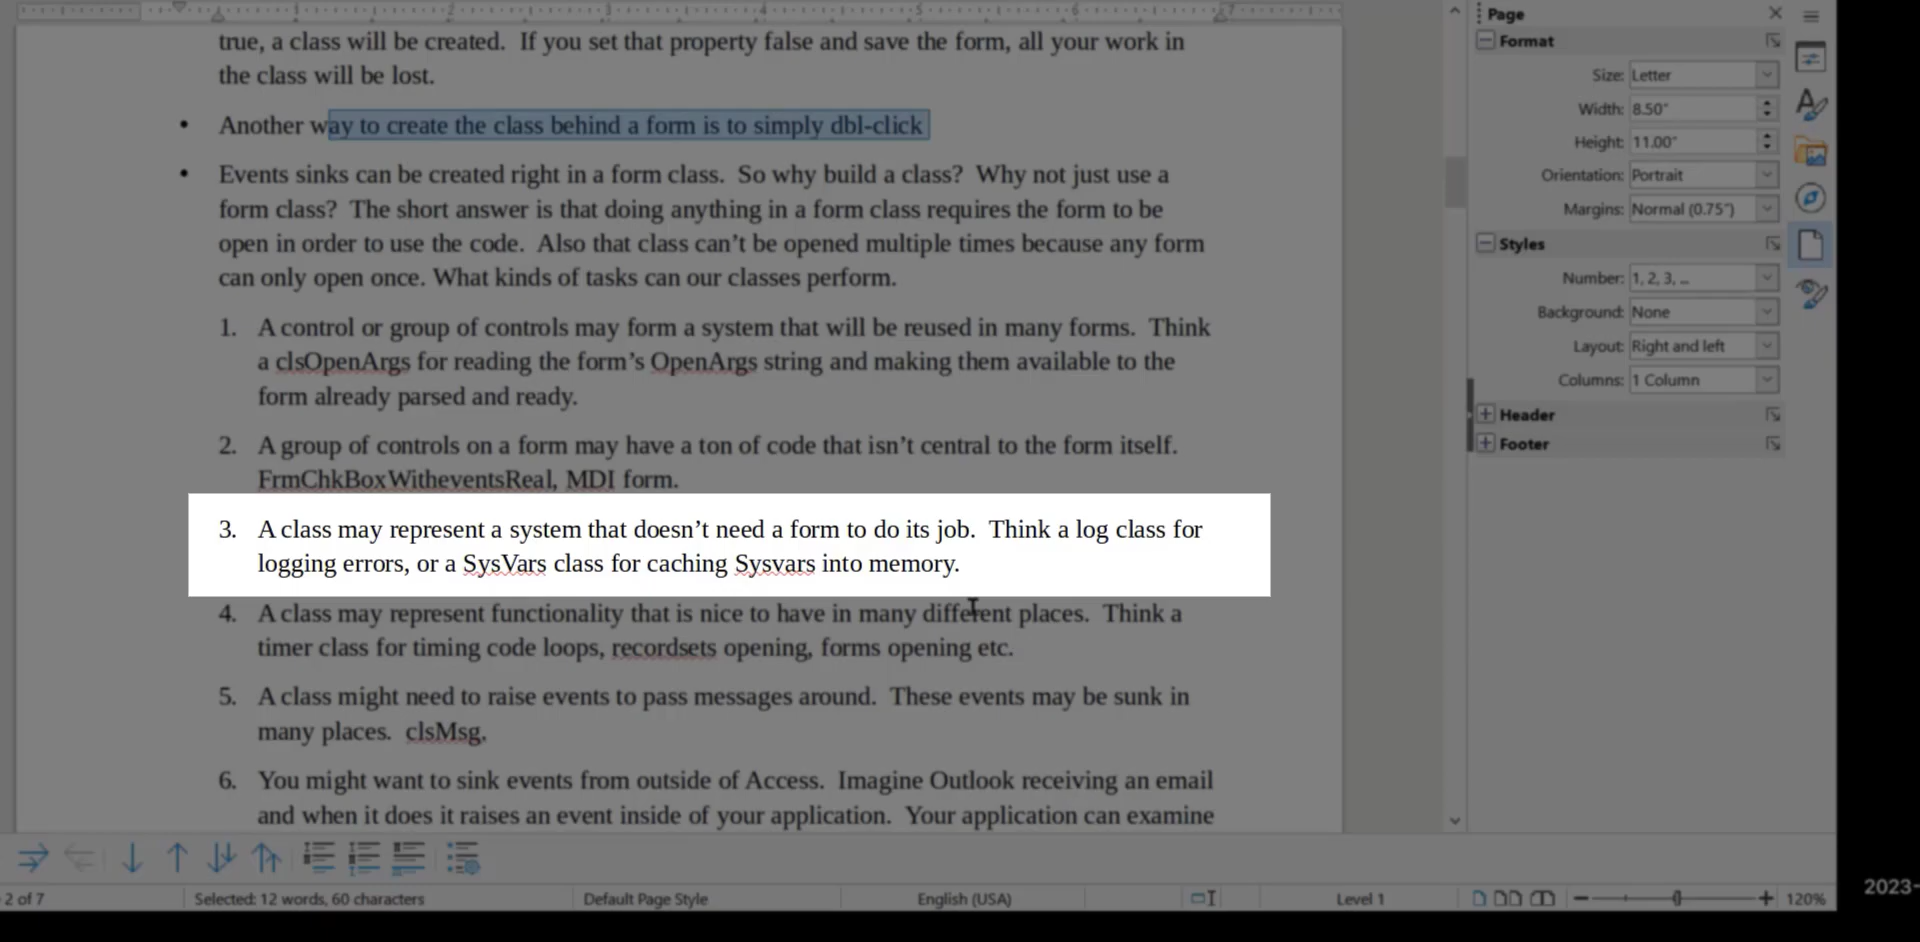 Page
Format
Size: Letter
Width: 8.50″
Height: 11.00″
Orientation: Portrait
Margins: Normal (0.75″)
Styles
Number: 1, 2, 3, ...
Background: None
Layout: Right and left
Columns: 1 Column
Header
Footer
true, a class will be created.  If you set that property false and save the form, all your work in
the class will be lost.
• Another way to create the class behind a form is to simply dbl-click
• Events sinks can be created right in a form class.  So why build a class?  Why not just use a
form class?  The short answer is that doing anything in a form class requires the form to be
open in order to use the code.  Also that class can’t be opened multiple times because any form
can only open once. What kinds of tasks can our classes perform.
1. A control or group of controls may form a system that will be reused in many forms.  Think
a clsOpenArgs for reading the form’s OpenArgs string and making them available to the
form already parsed and ready.
2. A group of controls on a form may have a ton of code that isn’t central to the form itself.
FrmChkBoxWitheventsReal, MDI form.
3. A class may represent a system that doesn’t need a form to do its job.  Think a log class for
logging errors, or a SysVars class for caching Sysvars into memory.
4. A class may represent functionality that is nice to have in many different places.  Think a
timer class for timing code loops, recordsets opening, forms opening etc.
5. A class might need to raise events to pass messages around.  These events may be sunk in
many places.  clsMsg.
6. You might want to sink events from outside of Access.  Imagine Outlook receiving an email
and when it does it raises an event inside of your application.  Your application can examine
2 of 7
Selected: 12 words, 60 characters
Default Page Style
English (USA)
Level 1
120%
2023-